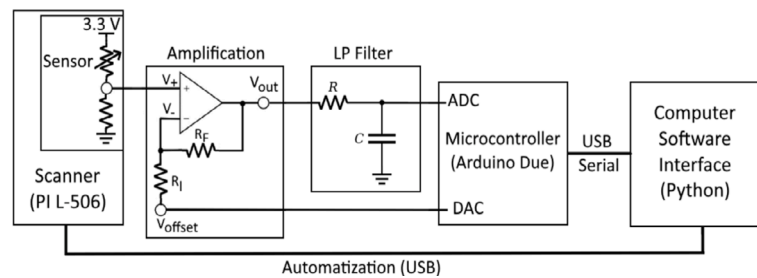 3.3 V
Sensor
Scanner
(PI L-506)
Amplification
V+
V-
+
−
Vout
RF
RI
Voffset
LP Filter
R
C
ADC
Microcontroller
(Arduino Due)
DAC
USB
Serial
Computer
Software
Interface
(Python)
Automatization (USB)